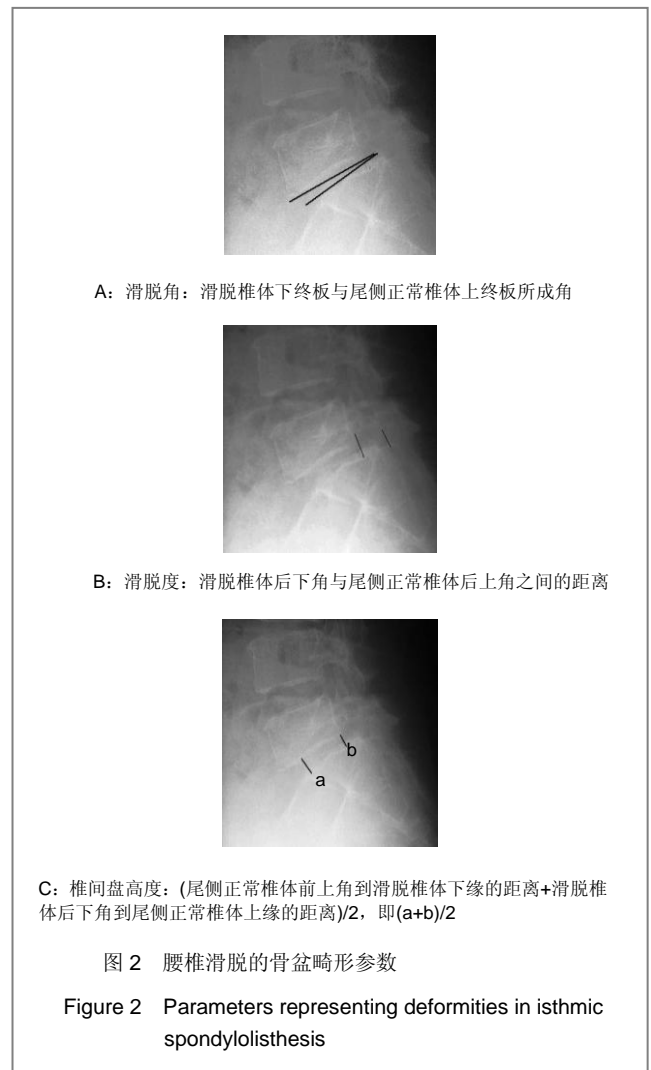 A：滑脱角：滑脱椎体下终板与尾侧正常椎体上终板所成角
B：滑脱度：滑脱椎体后下角与尾侧正常椎体后上角之间的距离
b
a
C：椎间盘高度：(尾侧正常椎体前上角到滑脱椎体下缘的距离+滑脱椎
体后下角到尾侧正常椎体上缘的距离)/2，即(a+b)/2
图 2 腰椎滑脱的骨盆畸形参数
Figure 2 Parameters representing deformities in isthmic
spondylolisthesis